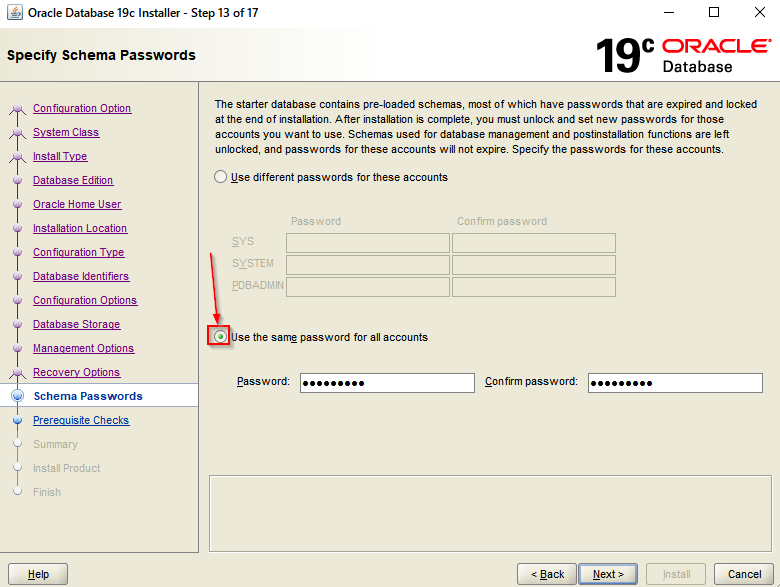 Oracle Database 19c Installer - Step 13 of 17
Specify Schema Passwords
19c ORACLE
Database
Configuration Option
System Class
Install Type
Database Edition
Oracle Home User
Installation Location
Configuration Type
Database Identifiers
Configuration Options
Database Storage
Management Options
Recovery Options
Schema Passwords
Prerequisite Checks
Summary
Install Product
Finish
The starter database contains pre-loaded schemas, most of which have passwords that are expired and locked
at the end of installation. After installation is complete, you must unlock and set new passwords for those
accounts you want to use. Schemas used for database management and postinstallation functions are left
unlocked, and passwords for these accounts will not expire. Specify the passwords for these accounts.
Use different passwords for these accounts
Password Confirm password
SYS
SYSTEM
PDBADMIN
Use the same password for all accounts
Password: ●●●●●●●●● Confirm password: ●●●●●●●●●
Help < Back Next > Install Cancel